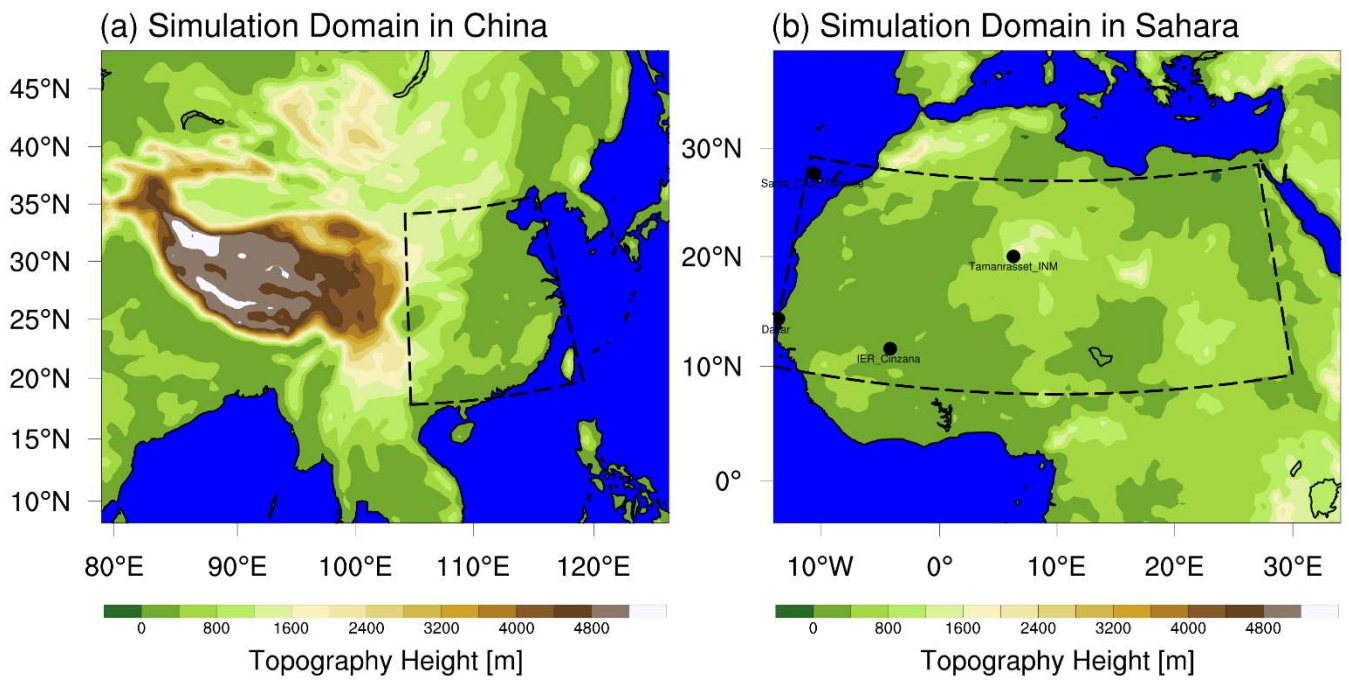 (a) Simulation Domain in China
45°N
40°N
35°N
30°N
25°N
20°N
15°N
10°N
80°E 90°E 100°E 110°E 120°E
0 800 1600 2400 3200 4000 4800
Topography Height [m]
(b) Simulation Domain in Sahara
30°N
20°N
10°N
0°
Tamanrasset_INM
IER_Cinzana
10°W 0° 10°E 20°E 30°E
0 800 1600 2400 3200 4000 4800
Topography Height [m]